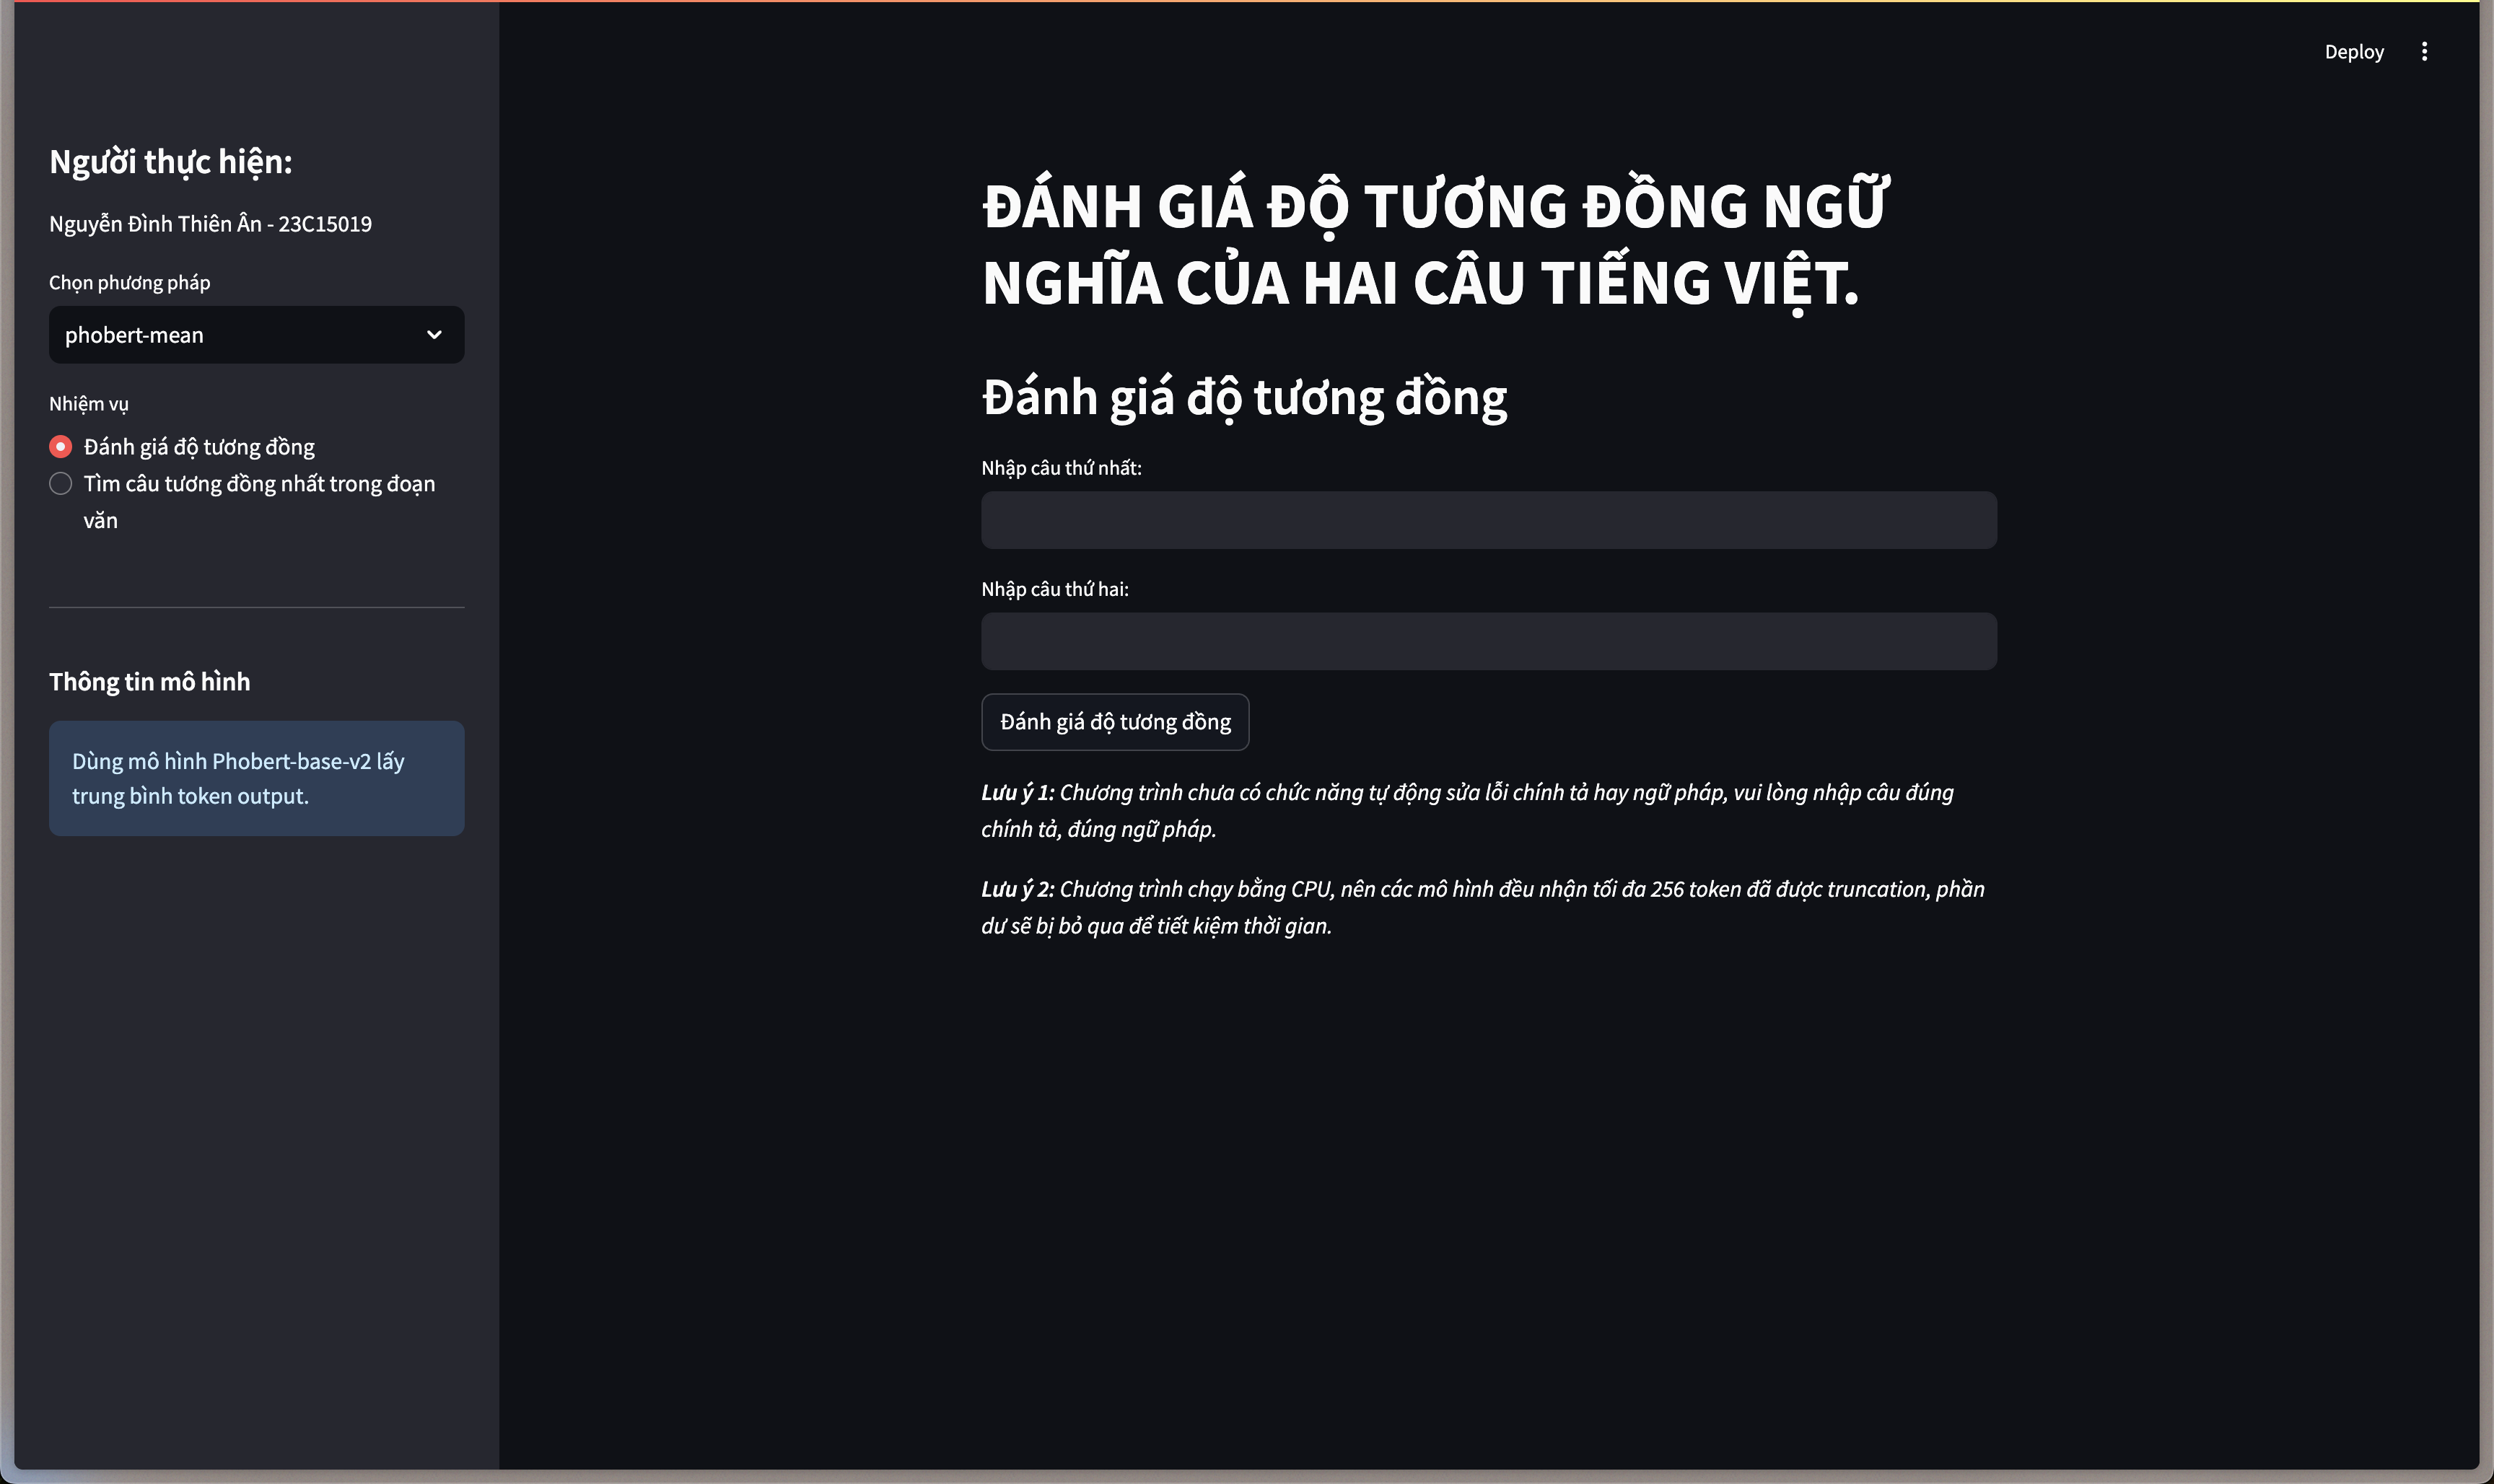 Deploy
Người thực hiện:
Nguyễn Đình Thiên Ân - 23C15019
Chọn phương pháp
phobert-mean
Nhiệm vụ
Đánh giá độ tương đồng
Tìm câu tương đồng nhất trong đoạn
văn
Thông tin mô hình
Dùng mô hình Phobert-base-v2 lấy
trung bình token output.
ĐÁNH GIÁ ĐỘ TƯƠNG ĐỒNG NGỮ
NGHĨA CỦA HAI CÂU TIẾNG VIỆT.
Đánh giá độ tương đồng
Nhập câu thứ nhất:
Nhập câu thứ hai:
Đánh giá độ tương đồng
Lưu ý 1: Chương trình chưa có chức năng tự động sửa lỗi chính tả hay ngữ pháp, vui lòng nhập câu đúng
chính tả, đúng ngữ pháp.
Lưu ý 2: Chương trình chạy bằng CPU, nên các mô hình đều nhận tối đa 256 token đã được truncation, phần
dư sẽ bị bỏ qua để tiết kiệm thời gian.